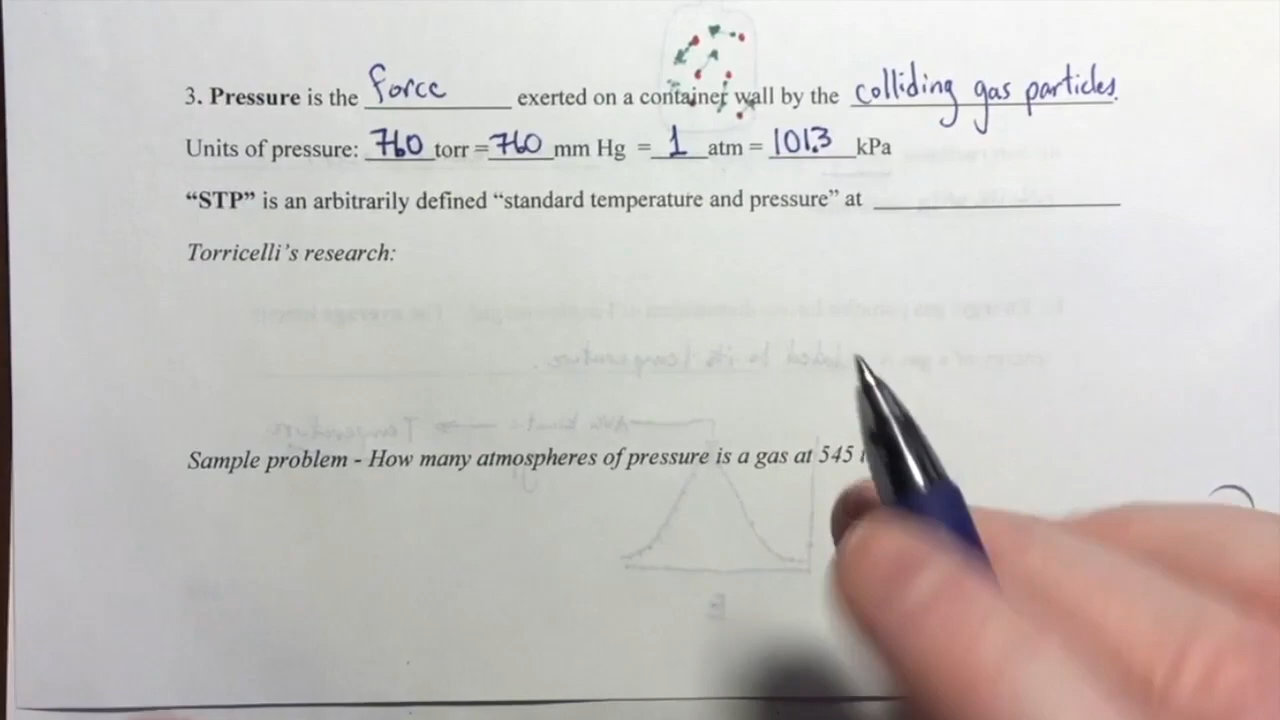 3. Pressure is the force exerted on a container wall by the colliding gas particles.
Units of pressure: 760 torr = 760 mm Hg = 1 atm = 101.3 kPa
“STP” is an arbitrarily defined “standard temperature and pressure” at
Torricelli’s research:
Sample problem - How many atmospheres of pressure is a gas at 545